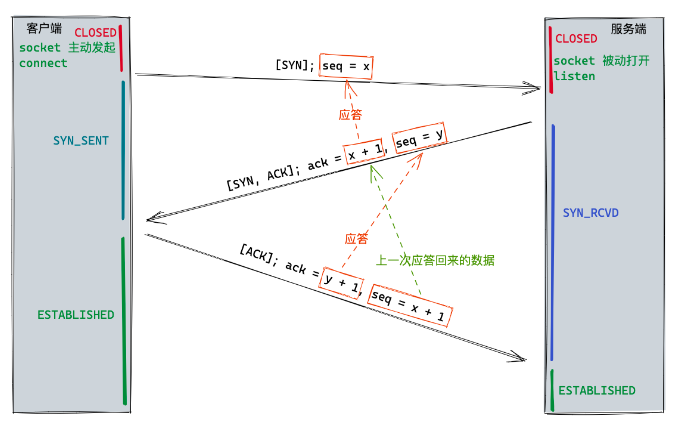 客户端
CLOSED
socket 主动发起
connect
SYN_SENT
ESTABLISHED
[SYN]; seq = x
应答
[SYN, ACK]; ack = x + 1, seq = y
应答
上一次应答回来的数据
[ACK]; ack = y + 1, seq = x + 1
服务端
CLOSED
socket 被动打开
listen
SYN_RCVD
ESTABLISHED